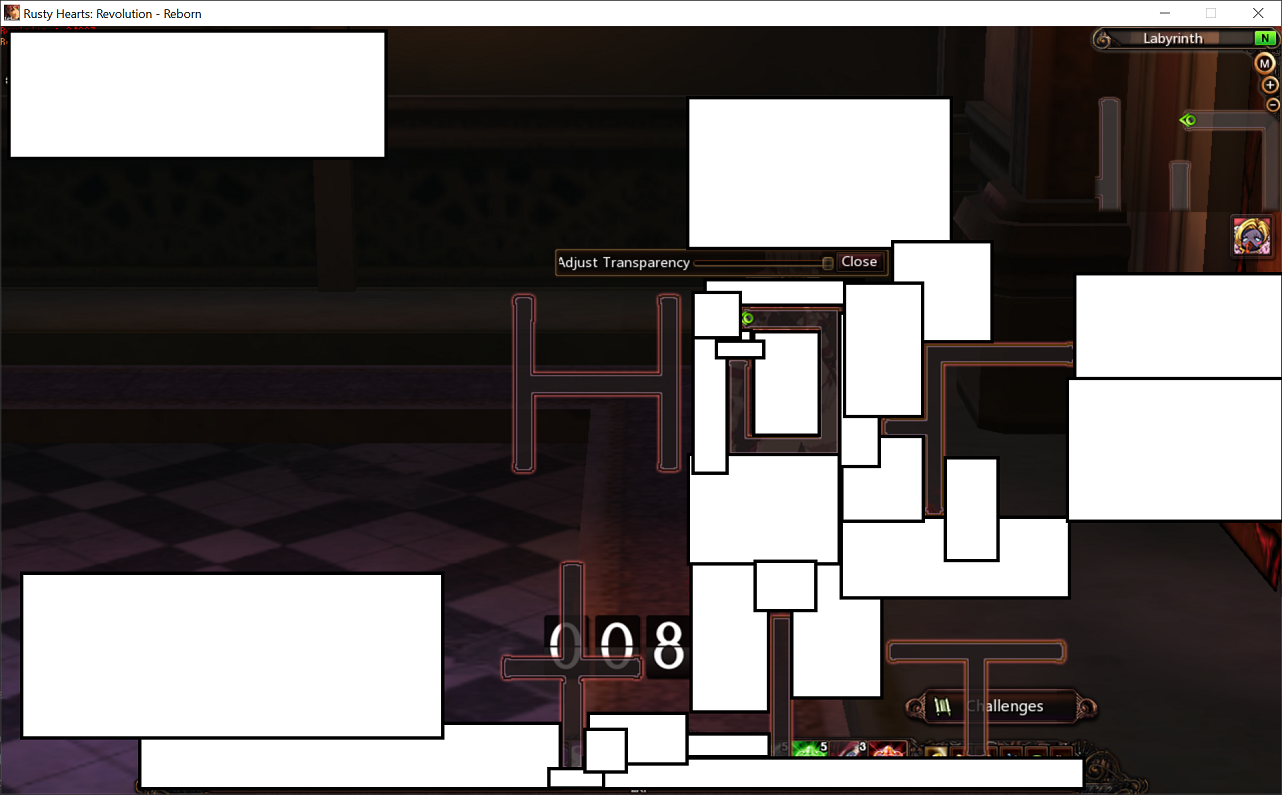 Rusty Hearts: Revolution - Reborn
Labyrinth
N
M
Adjust Transparency
Close
008
Challenges
5
3